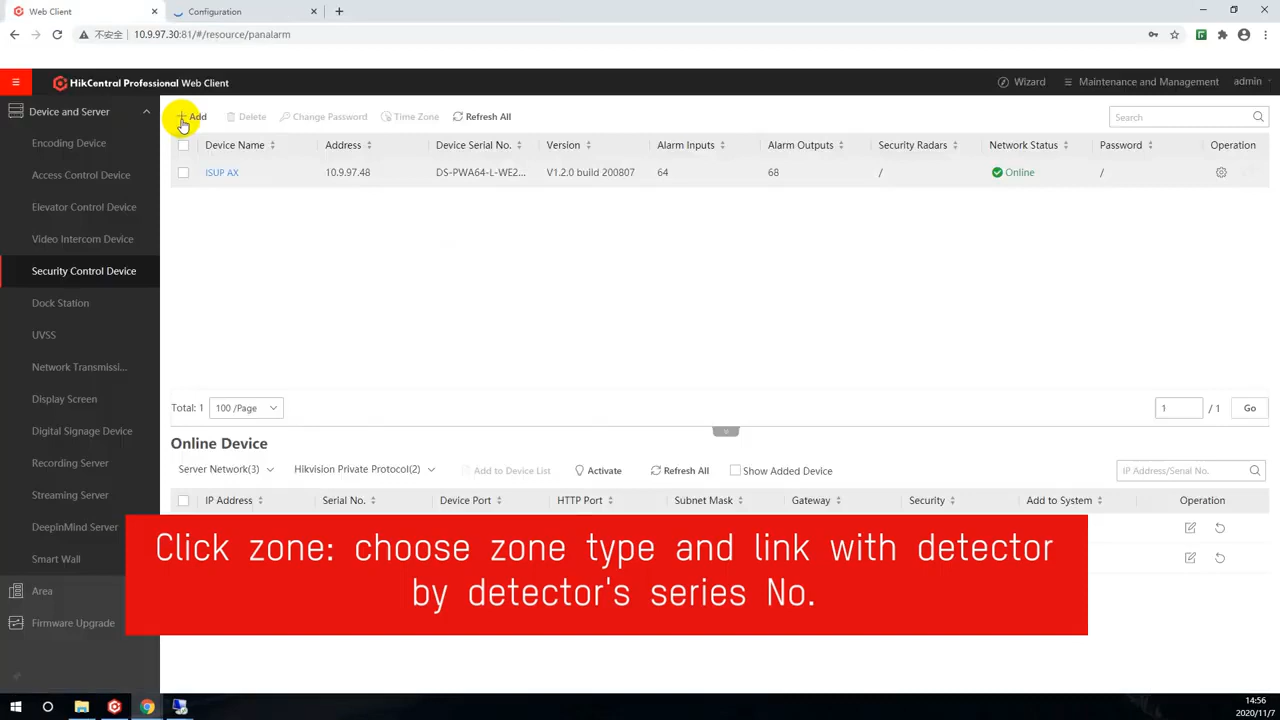 Web Client
Configuration
不安全 | 10.9.97.30:81/#/resource/panalarm
HikCentral Professional Web Client
Wizard
Maintenance and Management
admin
Device and Server
Encoding Device
Access Control Device
Elevator Control Device
Video Intercom Device
Security Control Device
Dock Station
UVSS
Network Transmissi...
Display Screen
Digital Signage Device
Recording Server
Streaming Server
DeepinMind Server
Smart Wall
Area
Firmware Upgrade
Add Delete Change Password Time Zone Refresh All Search
Device Name Address Device Serial No. Version Alarm Inputs Alarm Outputs Security Radars Network Status Password Operation
ISUP AX 10.9.97.48 DS-PWA64-L-WE2... V1.2.0 build 200807 64 68 / Online /
Total: 1 100 /Page 1 / 1 Go
Online Device
Server Network(3) Hikvision Private Protocol(2) Add to Device List Activate Refresh All Show Added Device IP Address/Serial No.
IP Address Serial No. Device Port HTTP Port Subnet Mask Gateway Security Add to System Operation
Click zone: choose zone type and link with detector
by detector's series No.
14:56
2020/11/7